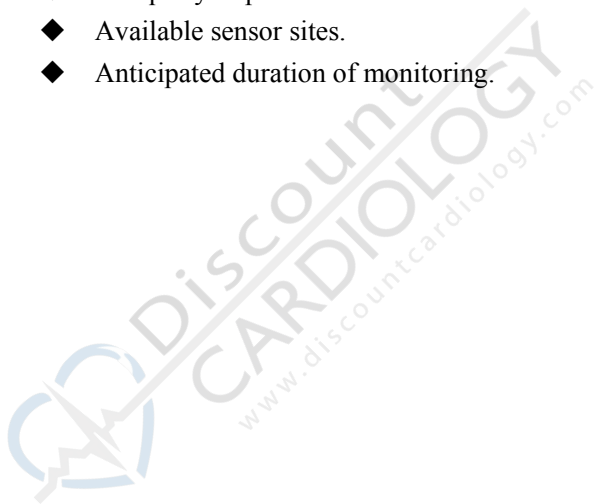 ◆ Available sensor sites.
◆ Anticipated duration of monitoring.
Discount
CARDIOLOGY
www.discountcardiology.com